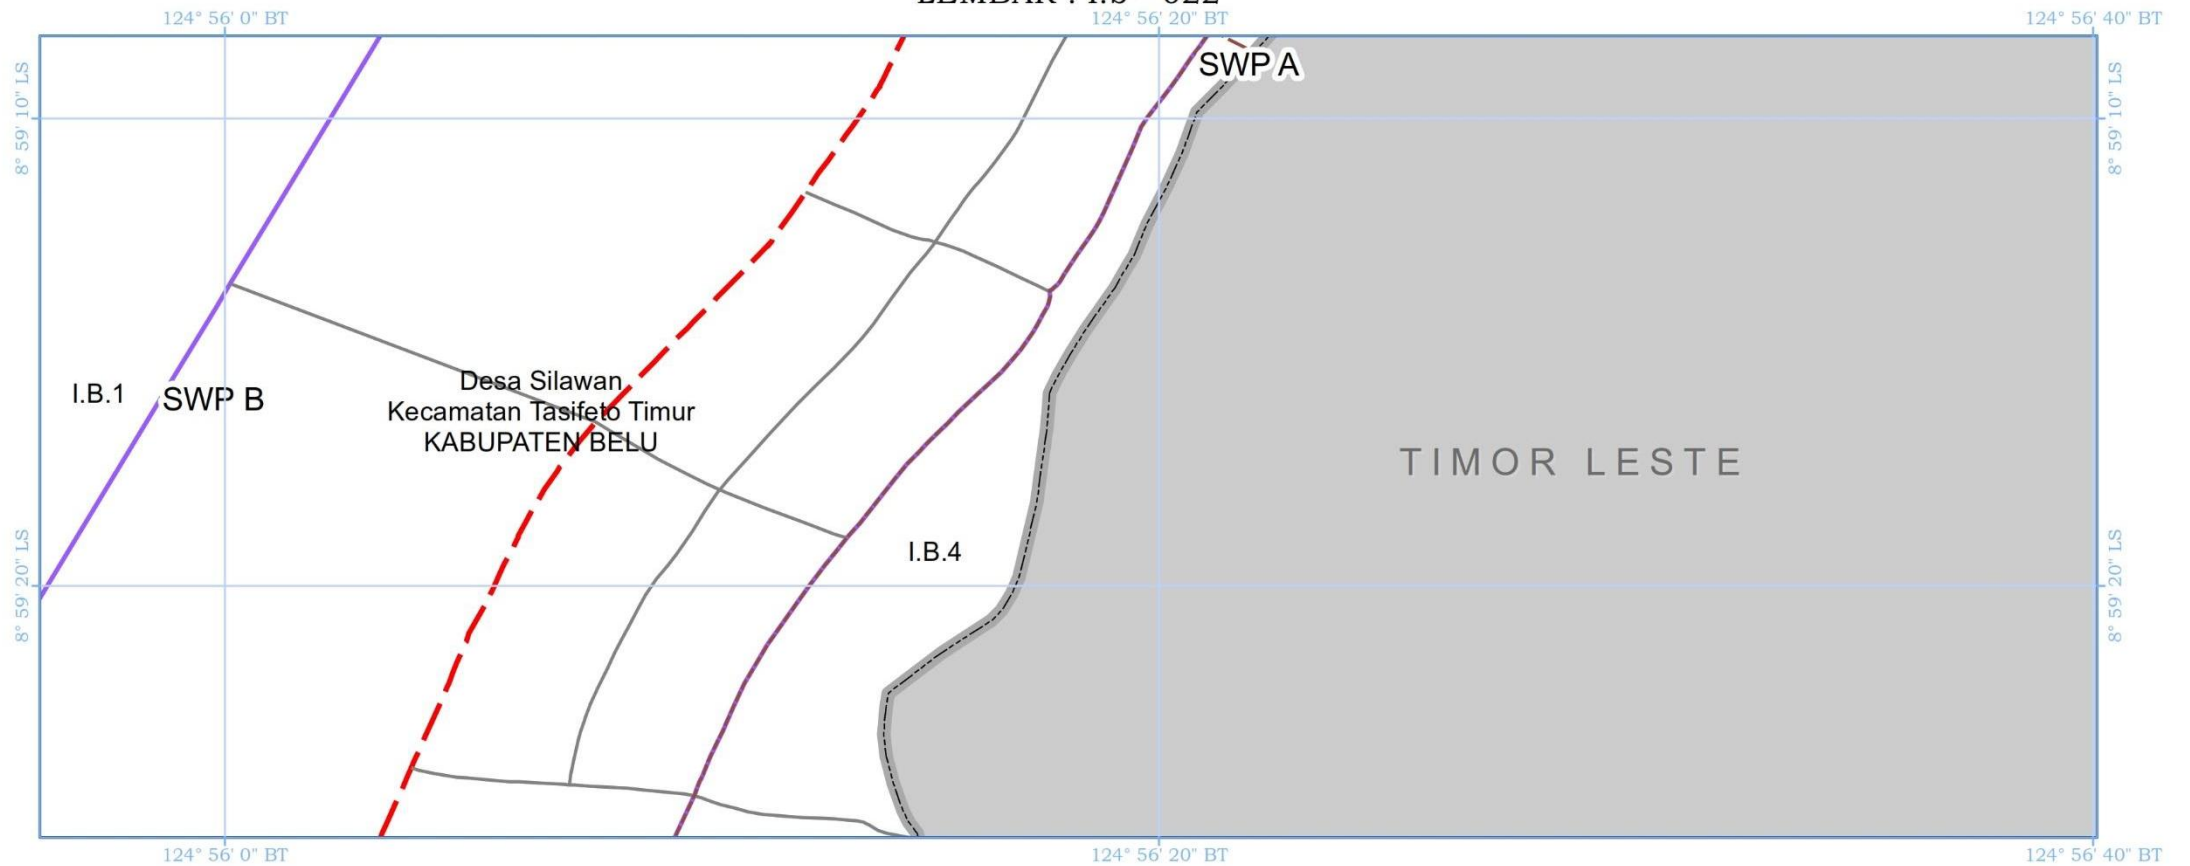 124° 56' 0" BT
124° 56' 20" BT
124° 56' 40" BT
8° 59' 10" LS
SWP A
8° 59' 10" LS
Desa Silawan
Kecamatan Tasifeto Timur
KABUPATEN BELU
I.B.1
SWP B
TIMOR LESTE
I.B.4
8° 59' 20" LS
8° 59' 20" LS
124° 56' 0" BT
124° 56' 20" BT
124° 56' 40" BT